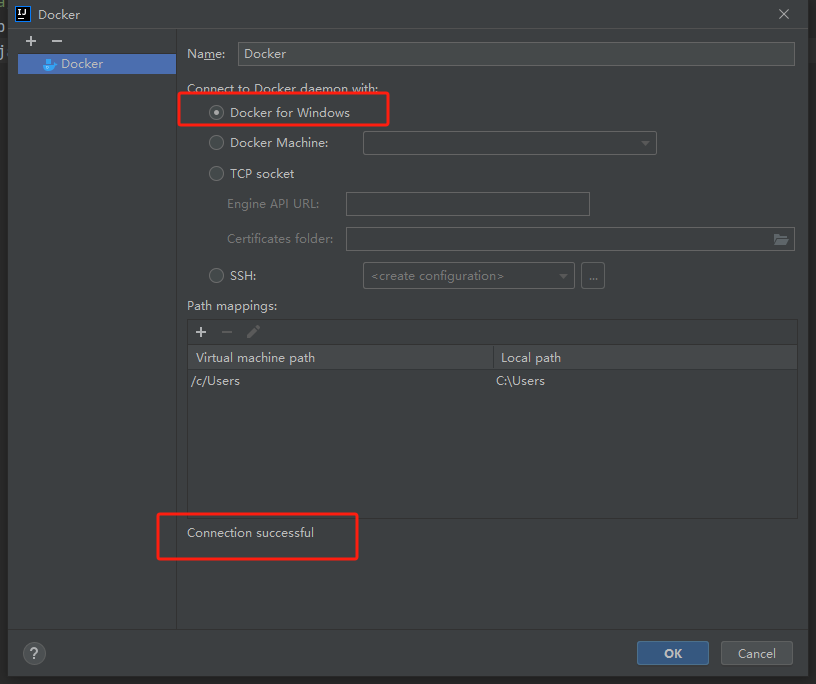 Docker
Docker
Name: Docker
Connect to Docker daemon with:
Docker for Windows
Docker Machine:
TCP socket
Engine API URL:
Certificates folder:
SSH: <create configuration> ...
Path mappings:
Virtual machine path Local path
/c/Users C:\Users
Connection successful
? OK Cancel